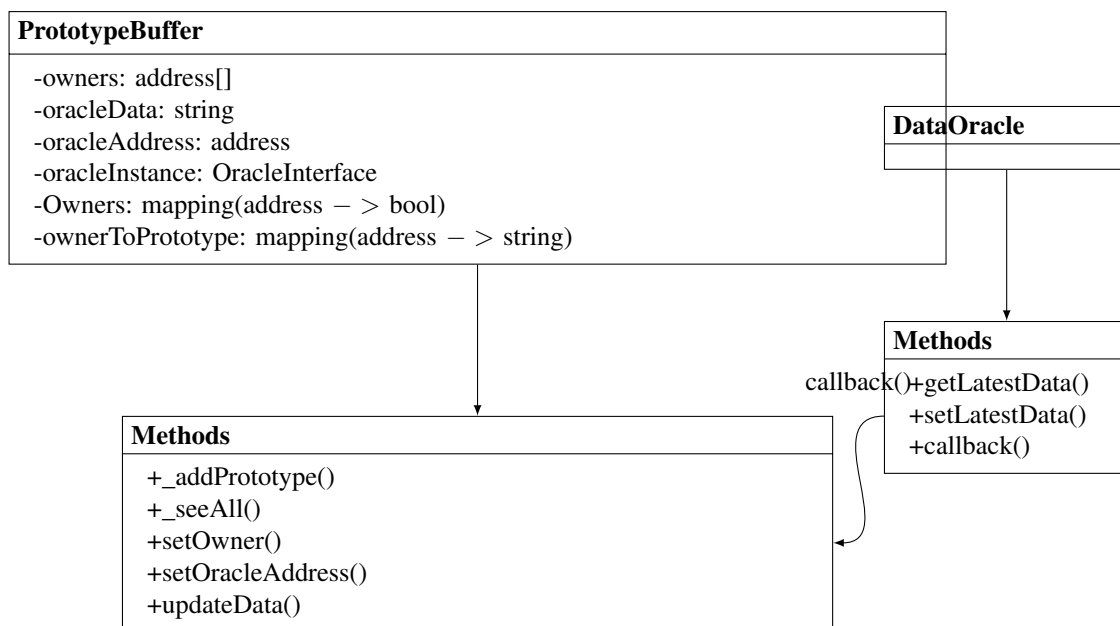 PrototypeBuffer
-owners: address[]
-oracleData: string
-oracleAddress: address
-oracleInstance: OracleInterface
-Owners: mapping(address − > bool)
-ownerToPrototype: mapping(address − > string)
DataOracle
Methods
callback()
+getLatestData()
+setLatestData()
+callback()
Methods
+_addPrototype()
+_seeAll()
+setOwner()
+setOracleAddress()
+updateData()